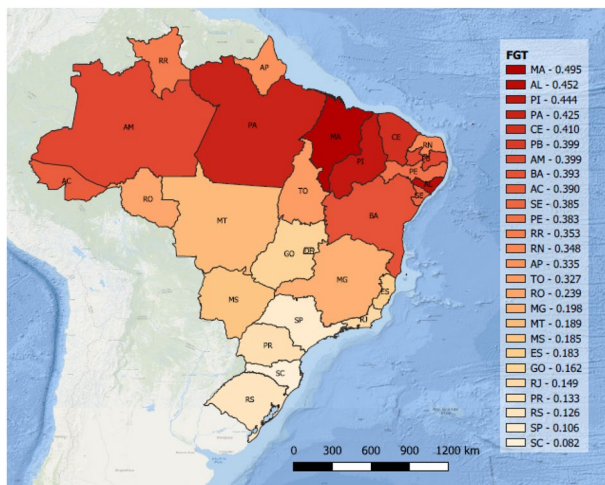 RR
AP
AM
PA
MA
CE
RN
PB
PI
PE
AC
AL
SE
TO
RO
BA
MT
DF
GO
MG
MS
ES
SP
RJ
PR
SC
RS
FGT
MA - 0.495
AL - 0.452
PI - 0.444
PA - 0.425
CE - 0.410
PB - 0.399
AM - 0.399
BA - 0.393
AC - 0.390
SE - 0.385
PE - 0.383
RR - 0.353
RN - 0.348
AP - 0.335
TO - 0.327
RO - 0.239
MG - 0.198
MT - 0.189
MS - 0.185
ES - 0.183
GO - 0.162
RJ - 0.149
PR - 0.133
RS - 0.126
SP - 0.106
SC - 0.082
0 300 600 900 1200 km